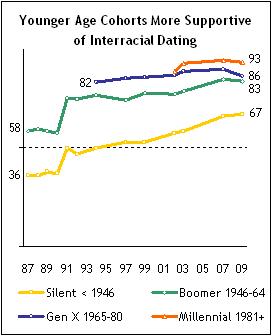 Younger Age Cohorts More Supportive
of Interracial Dating
93
82
86
83
67
58
36
87 89 91 93 95 97 99 01 03 05 07 09
Silent < 1946
Boomer 1946-64
Gen X 1965-80
Millennial 1981+